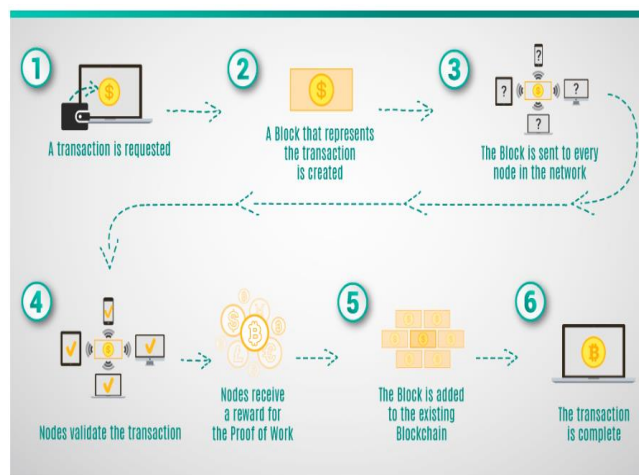 1
A transaction is requested
2
A Block that represents
the transaction
is created
3
The Block is sent to every
node in the network
4
Nodes validate the transaction
Nodes receive
a reward for
the Proof of Work
5
The Block is added
to the existing
Blockchain
6
The transaction
is complete